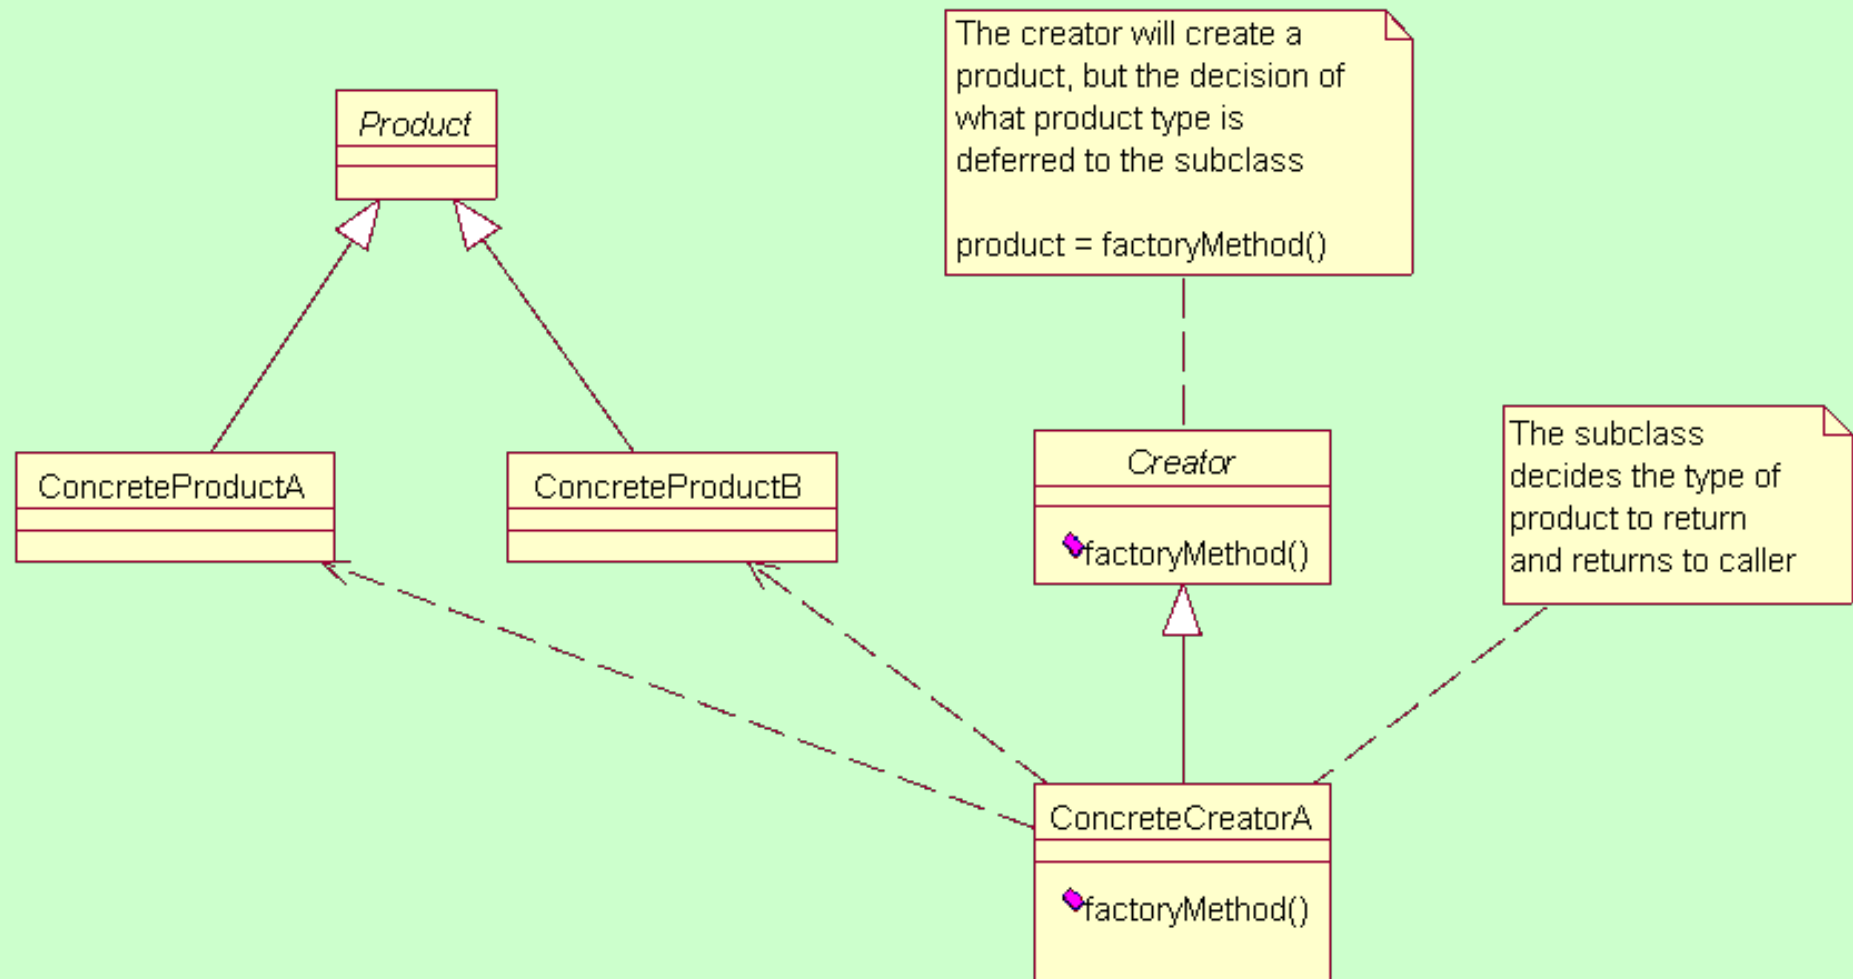 The creator will create a
product, but the decision of
what product type is
deferred to the subclass
product = factoryMethod()
Product
ConcreteProductA
ConcreteProductB
Creator
factoryMethod()
The subclass
decides the type of
product to return
and returns to caller
ConcreteCreatorA
factoryMethod()